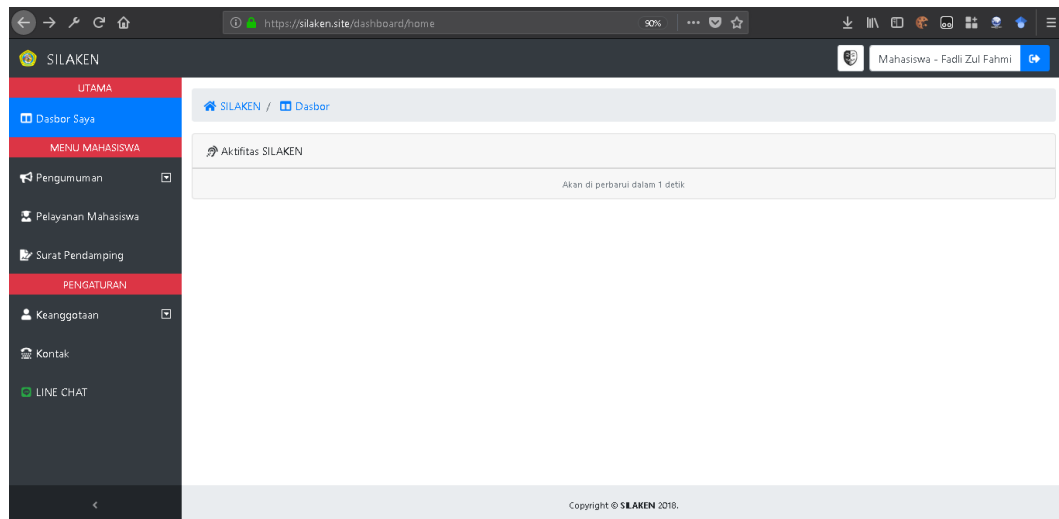 https://silaken.site/dashboard/home
90%
SILAKEN
Mahasiswa - Fadli Zul Fahmi
UTAMA
Dasbor Saya
MENU MAHASISWA
Pengumuman
Pelayanan Mahasiswa
Surat Pendamping
PENGATURAN
Keanggotaan
Kontak
LINE CHAT
SILAKEN / Dasbor
Aktifitas SILAKEN
Akan di perbarui dalam 1 detik
Copyright © SILAKEN 2018.